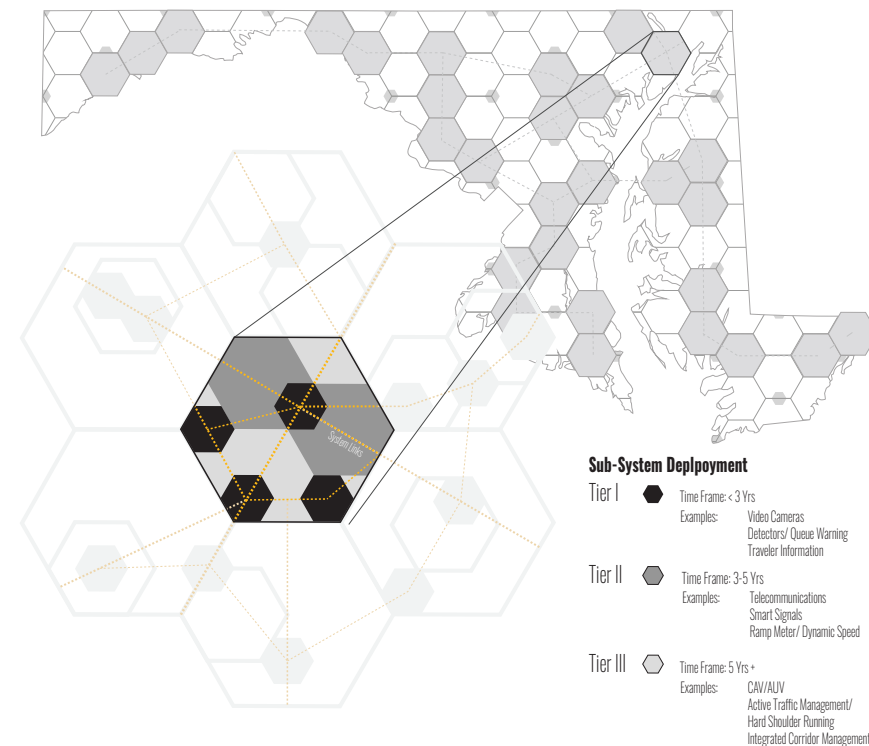 System Links
Sub-System Deplpoyment
Tier I
Time Frame: < 3 Yrs
Examples: Video Cameras
Detectors/ Queue Warning
Traveler Information
Tier II
Time Frame: 3-5 Yrs
Examples: Telecommunications
Smart Signals
Ramp Meter/ Dynamic Speed
Tier III
Time Frame: 5 Yrs +
Examples: CAV/AUV
Active Traffic Management/
Hard Shoulder Running
Integrated Corridor Management